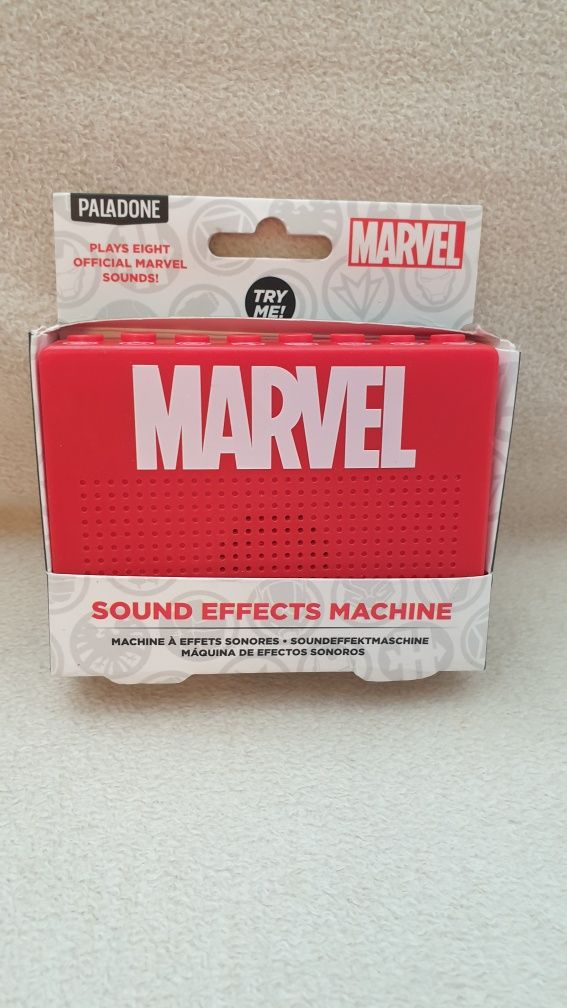 PALADONE
PLAYS EIGHT
OFFICIAL MARVEL
SOUNDS!
MARVEL
TRY
ME!
MARVEL
SOUND EFFECTS MACHINE
MACHINE À EFFETS SONORES • SOUNDEFFEKTMASCHINE
MÁQUINA DE EFECTOS SONOROS